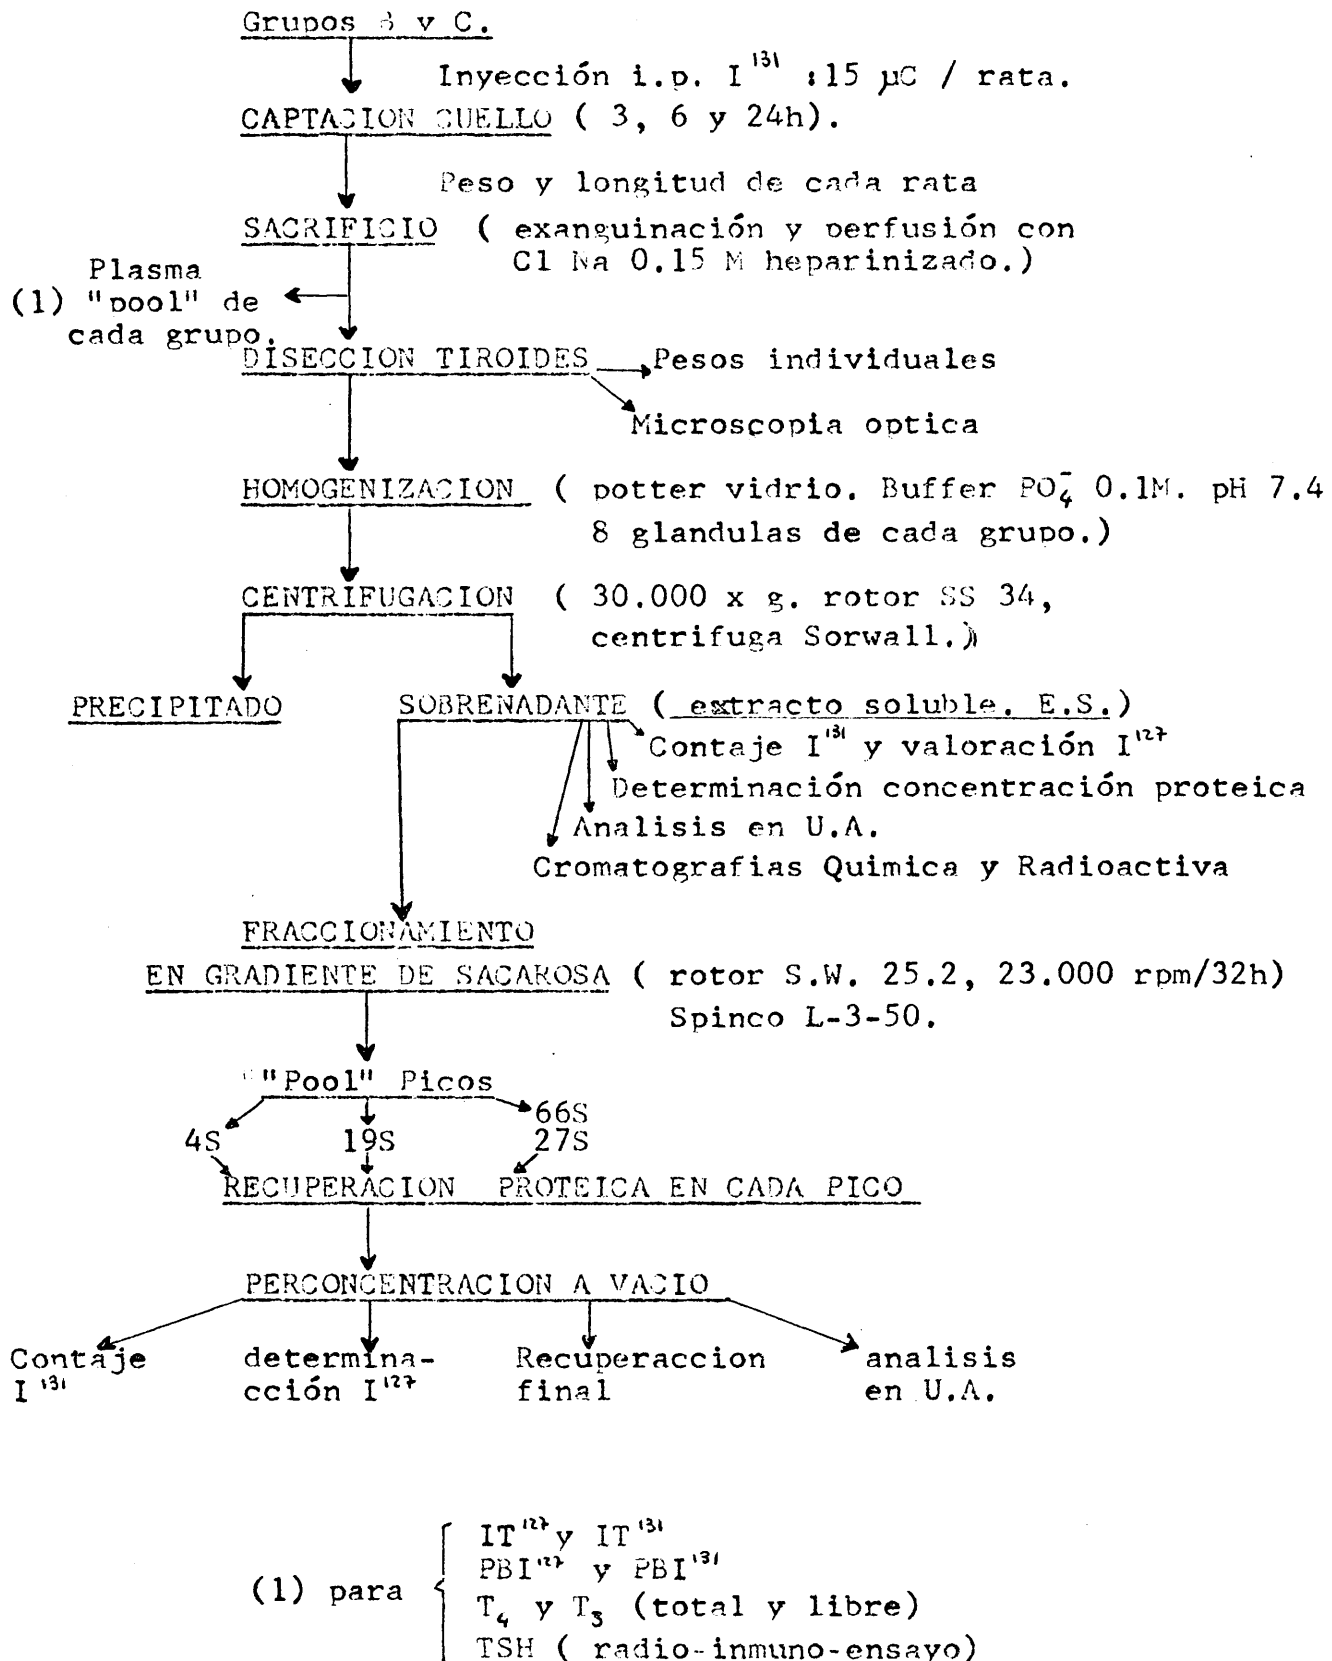 Grupos B y C.
Inyección i.p. I¹³¹ :15 µC / rata.
CAPTACION CUELLO ( 3, 6 y 24h).
Peso y longitud de cada rata
SACRIFICIO ( exanguinación y perfusión con
Cl Na 0.15 M heparinizado.)
Plasma
(1) "pool" de
cada grupo.
DISECCION TIROIDES
Pesos individuales
Microscopia optica
HOMOGENIZACION ( potter vidrio. Buffer PO₄⁻ 0.1M. pH 7.4
8 glandulas de cada grupo.)
CENTRIFUGACION ( 30.000 x g. rotor SS 34,
centrifuga Sorwall.)
PRECIPITADO SOBRENADANTE ( extracto soluble. E.S.)
Contaje I¹³¹ y valoración I¹²⁷
Determinación concentración proteica
Analisis en U.A.
Cromatografias Quimica y Radioactiva
FRACCIONAMIENTO
EN GRADIENTE DE SACAROSA ( rotor S.W. 25.2, 23.000 rpm/32h)
Spinco L-3-50.
""Pool" Picos
66S
4S 19S 27S
RECUPERACION PROTEICA EN CADA PICO
PERCONCENTRACION A VACIO
Contaje determina- Recuperaccion analisis
I¹³¹ cción I¹²⁷ final en U.A.
IT¹²⁷ y IT¹³¹
PBI¹²⁷ y PBI¹³¹
(1) para
T₄ y T₃ (total y libre)
TSH ( radio-inmuno-ensayo)